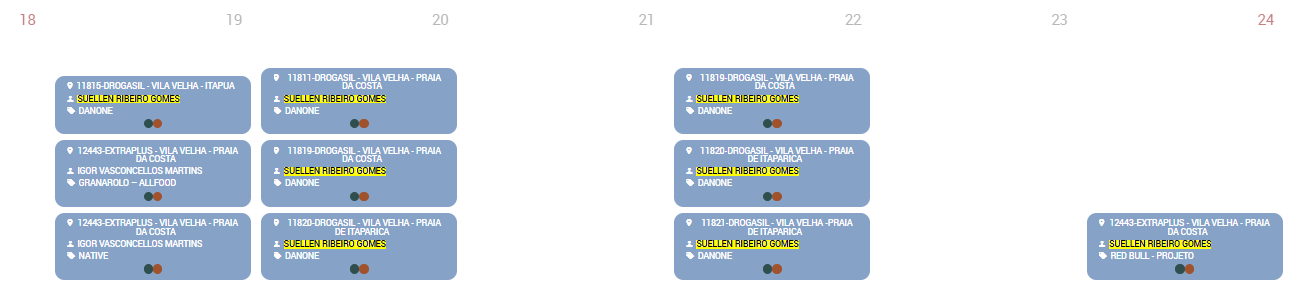 18
19
20
21
22
23
24
11815-DROGASIL - VILA VELHA - ITAPUA
SUELLEN RIBEIRO GOMES
DANONE
12443-EXTRAPLUS - VILA VELHA - PRAIA
DA COSTA
IGOR VASCONCELLOS MARTINS
GRANAROLO – ALLFOOD
12443-EXTRAPLUS - VILA VELHA - PRAIA
DA COSTA
IGOR VASCONCELLOS MARTINS
NATIVE
11811-DROGASIL - VILA VELHA - PRAIA
DA COSTA
SUELLEN RIBEIRO GOMES
DANONE
11819-DROGASIL - VILA VELHA - PRAIA
DA COSTA
SUELLEN RIBEIRO GOMES
DANONE
11820-DROGASIL - VILA VELHA - PRAIA
DE ITAPARICA
SUELLEN RIBEIRO GOMES
DANONE
11819-DROGASIL - VILA VELHA - PRAIA
DA COSTA
SUELLEN RIBEIRO GOMES
DANONE
11820-DROGASIL - VILA VELHA - PRAIA
DE ITAPARICA
SUELLEN RIBEIRO GOMES
DANONE
11821-DROGASIL - VILA VELHA -PRAIA
DE ITAPARICA
SUELLEN RIBEIRO GOMES
DANONE
12443-EXTRAPLUS - VILA VELHA - PRAIA
DA COSTA
SUELLEN RIBEIRO GOMES
RED BULL - PROJETO